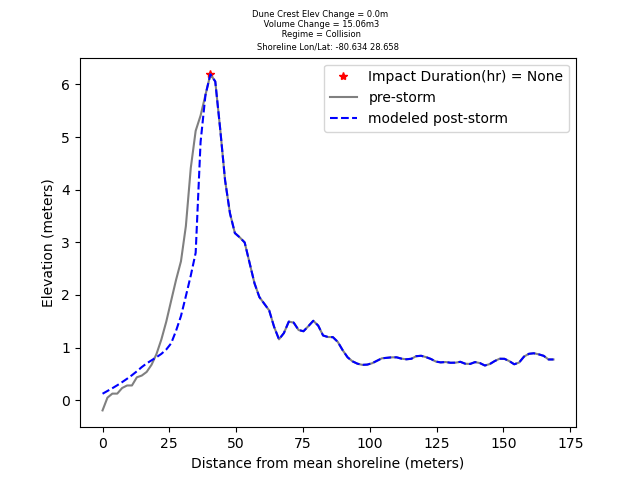 Dune Crest Elev Change = 0.0m
Volume Change = 15.06m3
Regime = Collision
Shoreline Lon/Lat: -80.634 28.658
Impact Duration(hr) = None
pre-storm
modeled post-storm
Elevation (meters)
6
5
4
3
2
1
0
0 25 50 75 100 125 150 175
Distance from mean shoreline (meters)